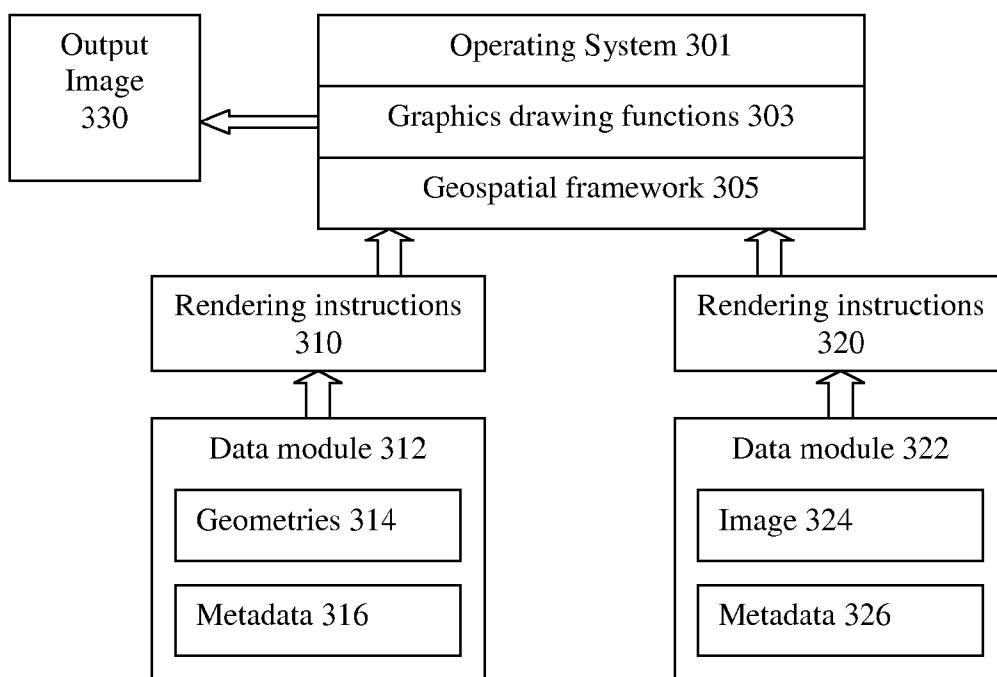 Output
Image
330
Operating System 301
Graphics drawing functions 303
Geospatial framework 305
Rendering instructions
310
Rendering instructions
320
Data module 312
Geometries 314
Metadata 316
Data module 322
Image 324
Metadata 326